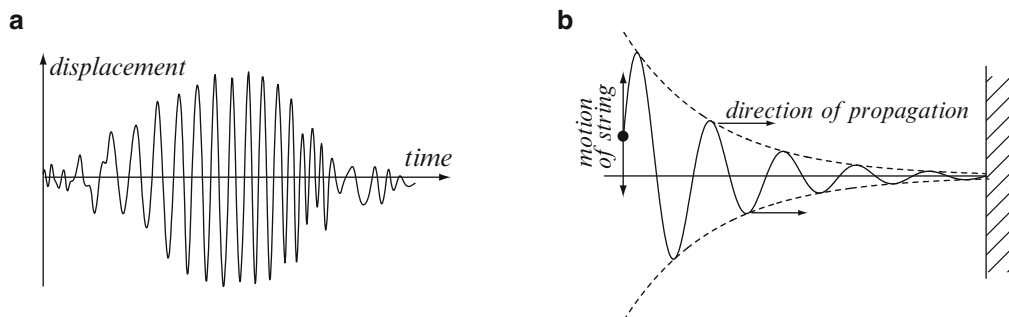 a
displacement
time
b
motion
of string
direction of propagation